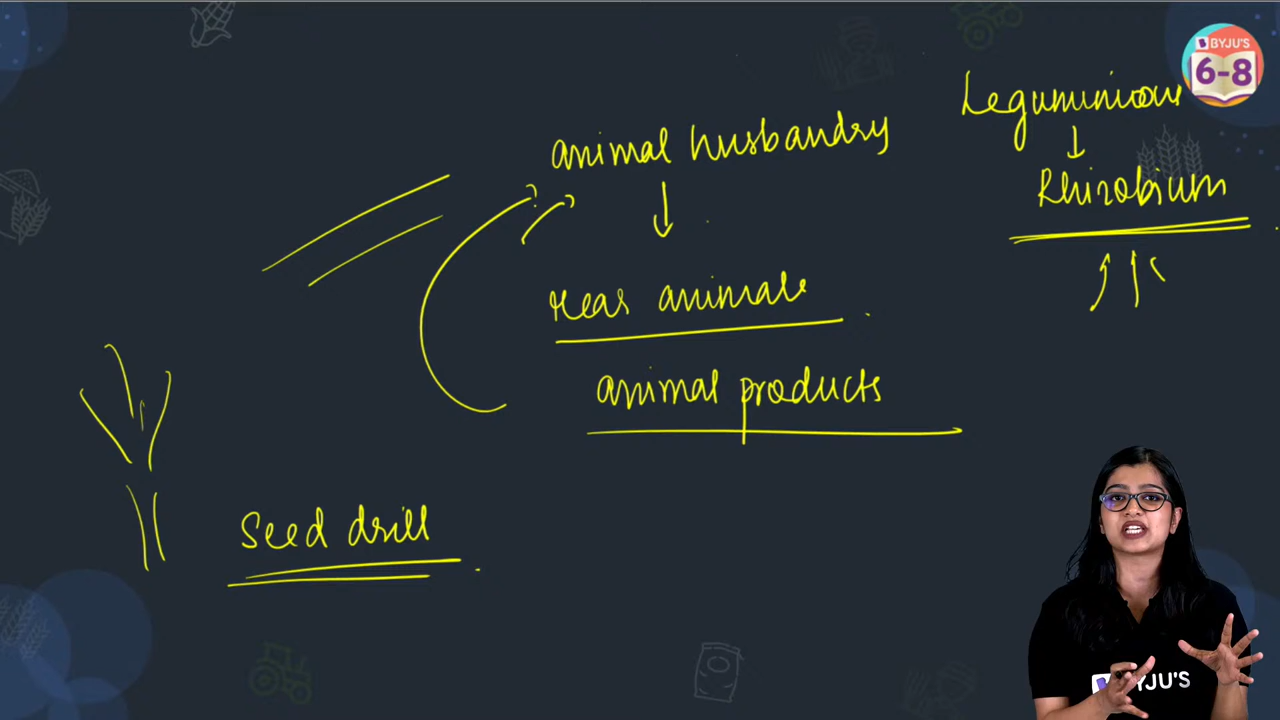 BYJU'S
6-8
Leguminious
Rhizobium
animal husbandry
rear animals
animal products
Seed drill
BYJU'S